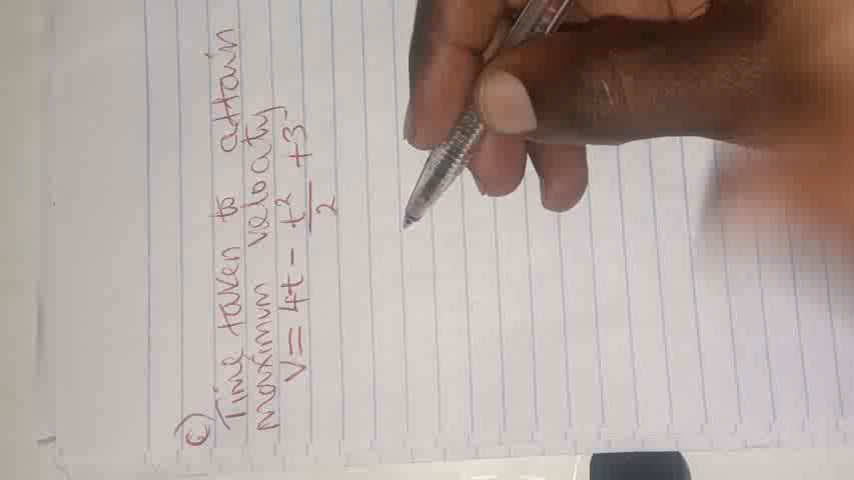 c) Time taken to attain
maximum velocity
V = 4t - t²/2 + 3